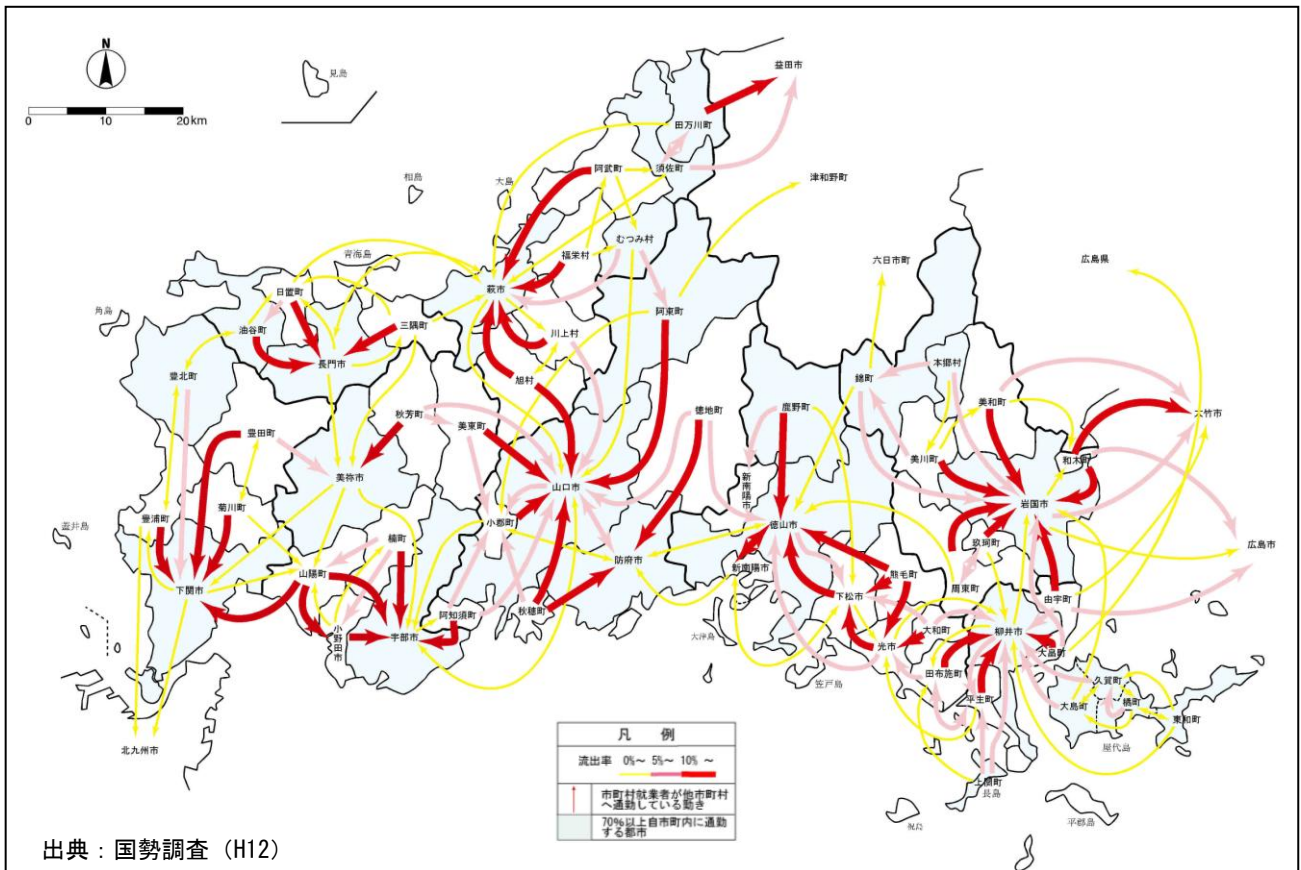 N
0 10 20km
見島
益田市
田万川町
阿武町
須佐町
相島
大島
津和野町
むつみ村
青海島
福栄村
六日市町
広島県
日置町
萩市
角島
阿東町
油谷町
三隅町
川上村
長門市
本郷村
豊北町
旭村
錦町
美和町
秋芳町
徳地町
鹿野町
大竹市
豊田町
美東町
美川町
和木町
美祢市
新南陽市
山口市
岩国市
菊川町
豊浦町
小郡町
徳山市
蓋井島
楠町
玖珂町
広島市
防府市
山陽町
新南陽市
熊毛町
下関市
周東町
下松市
由宇町
秋穂町
阿知須町
小野田市
宇部市
大和町
柳井市
大津島
光市
大畠町
田布施町
笠戸島
久賀町
平生町
橘町
大島町
東和町
屋代島
北九州市
上関町
長島
祝島
平郡島
凡 例
流出率 0%~ 5%~ 10% ~
市町村就業者が他市町村
へ通勤している動き
70%以上自市町内に通勤
する都市
出典：国勢調査（H12）